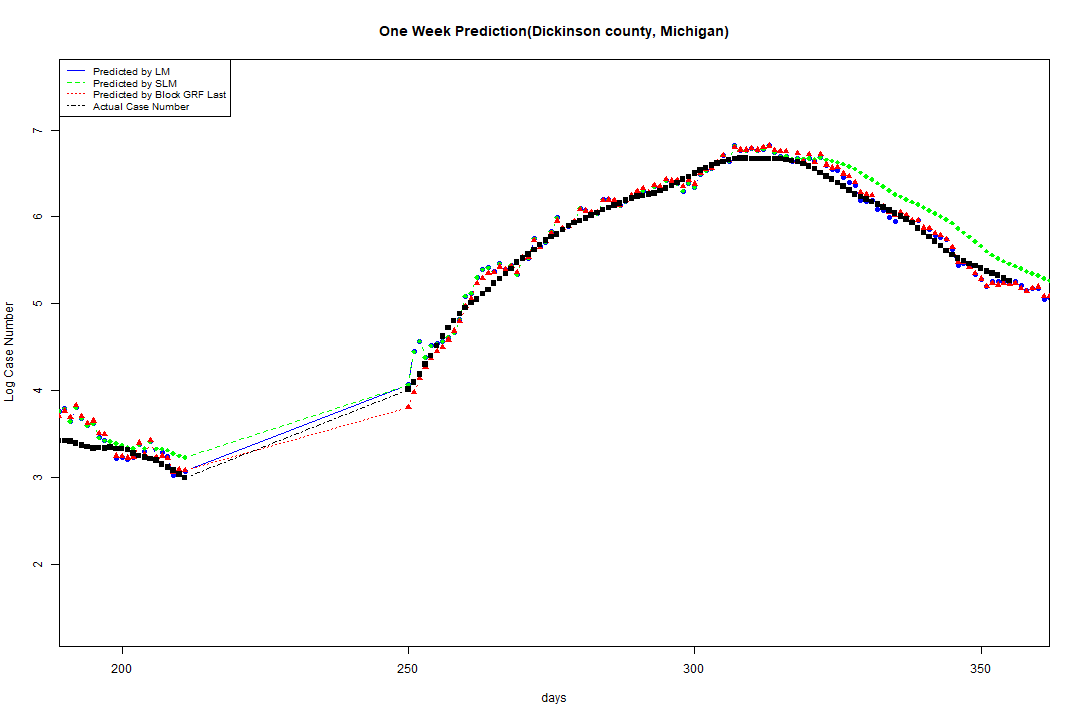 One Week Prediction(Dickinson county, Michigan)
Predicted by LM
Predicted by SLM
Predicted by Block GRF Last
Actual Case Number
7
6
5
4
3
2
Log Case Number
200 250 300 350
days